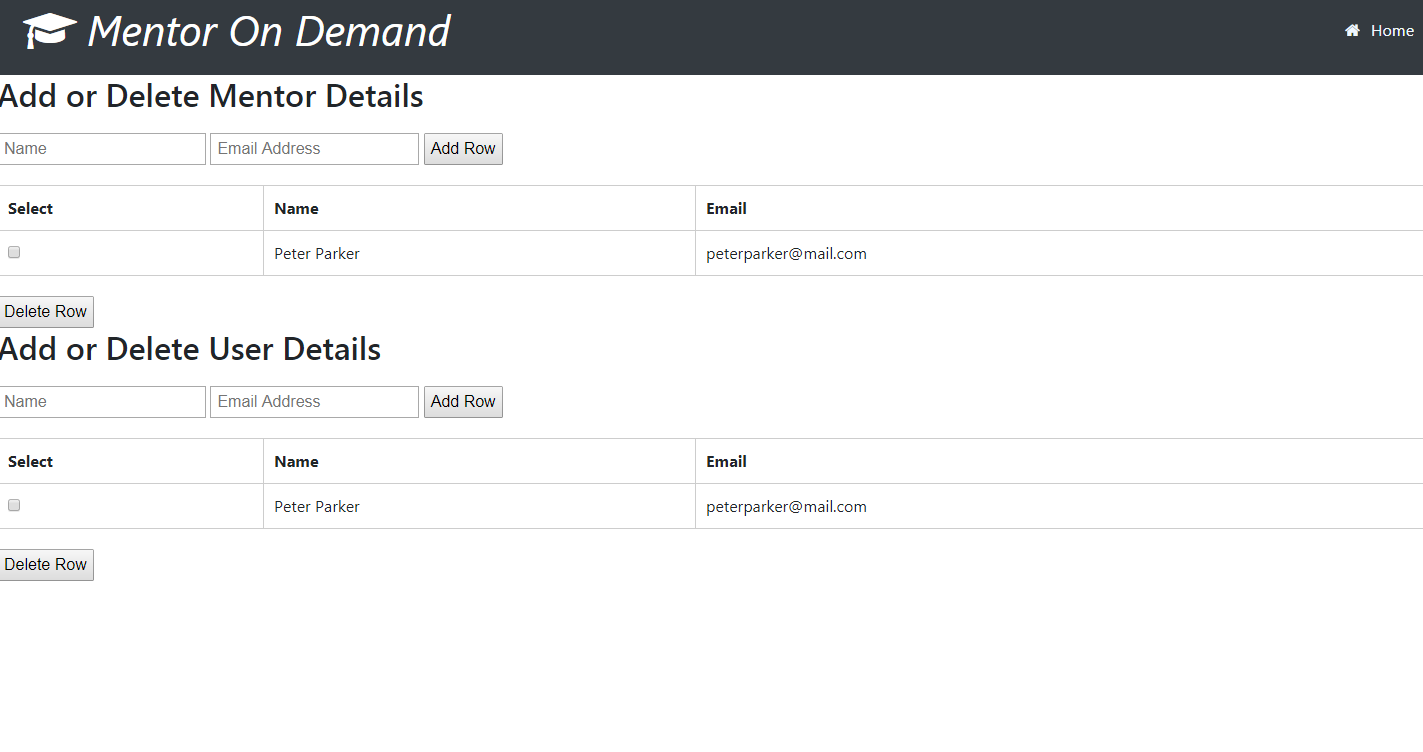 Mentor On Demand Home
Add or Delete Mentor Details
Name Email Address Add Row
Select Name Email
Peter Parker peterparker@mail.com
Delete Row
Add or Delete User Details
Name Email Address Add Row
Select Name Email
Peter Parker peterparker@mail.com
Delete Row